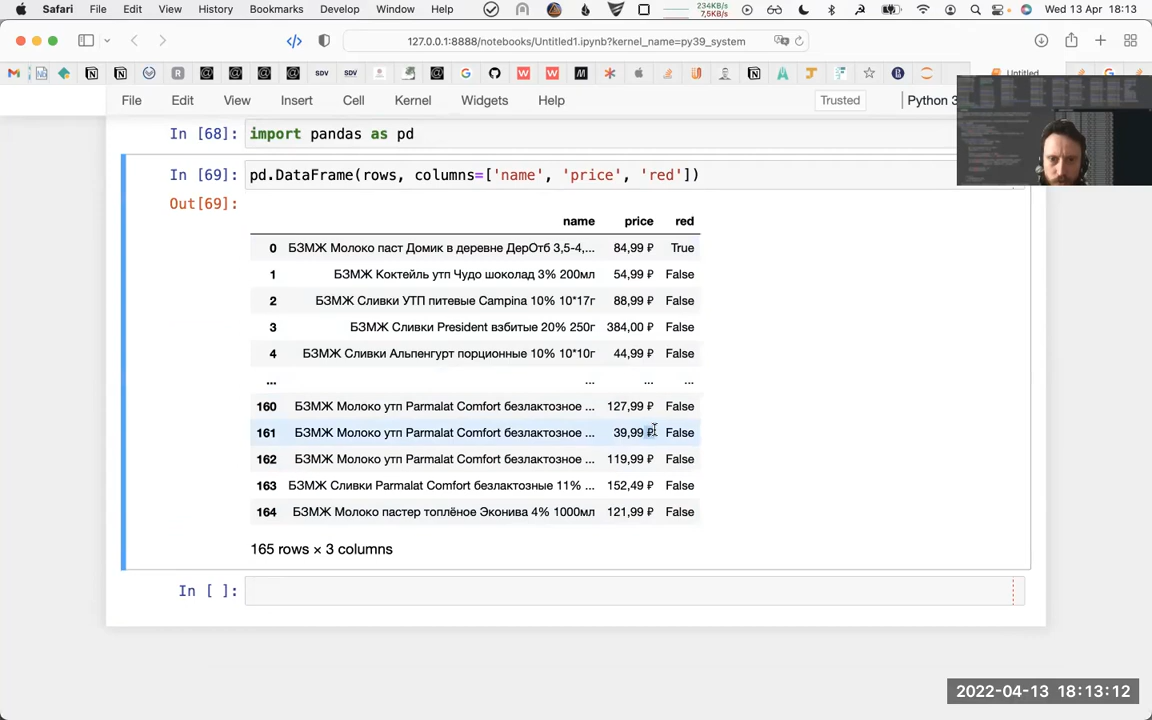 Safari File Edit View History Bookmarks Develop Window Help 234KB/s 7,5KB/s Wed 13 Apr 18:13
127.0.0.1:8888/notebooks/Untitled1.ipynb?kernel_name=py39_system
SDV SDV Untitled
File Edit View Insert Cell Kernel Widgets Help Trusted Python 3
In [68]: import pandas as pd
In [69]: pd.DataFrame(rows, columns=['name', 'price', 'red'])
Out[69]:
name price red
0 БЗМЖ Молоко паст Домик в деревне ДерОтб 3,5-4,... 84,99 ₽ True
1 БЗМЖ Коктейль утп Чудо шоколад 3% 200мл 54,99 ₽ False
2 БЗМЖ Сливки УТП питевые Campina 10% 10*17г 88,99 ₽ False
3 БЗМЖ Сливки President взбитые 20% 250г 384,00 ₽ False
4 БЗМЖ Сливки Альпенгурт порционные 10% 10*10г 44,99 ₽ False
... ... ... ...
160 БЗМЖ Молоко утп Parmalat Comfort безлактозное ... 127,99 ₽ False
161 БЗМЖ Молоко утп Parmalat Comfort безлактозное ... 39,99 ₽ False
162 БЗМЖ Молоко утп Parmalat Comfort безлактозное ... 119,99 ₽ False
163 БЗМЖ Сливки Parmalat Comfort безлактозные 11% ... 152,49 ₽ False
164 БЗМЖ Молоко пастер топлёное Эконива 4% 1000мл 121,99 ₽ False
165 rows × 3 columns
In [ ]:
2022-04-13 18:13:12